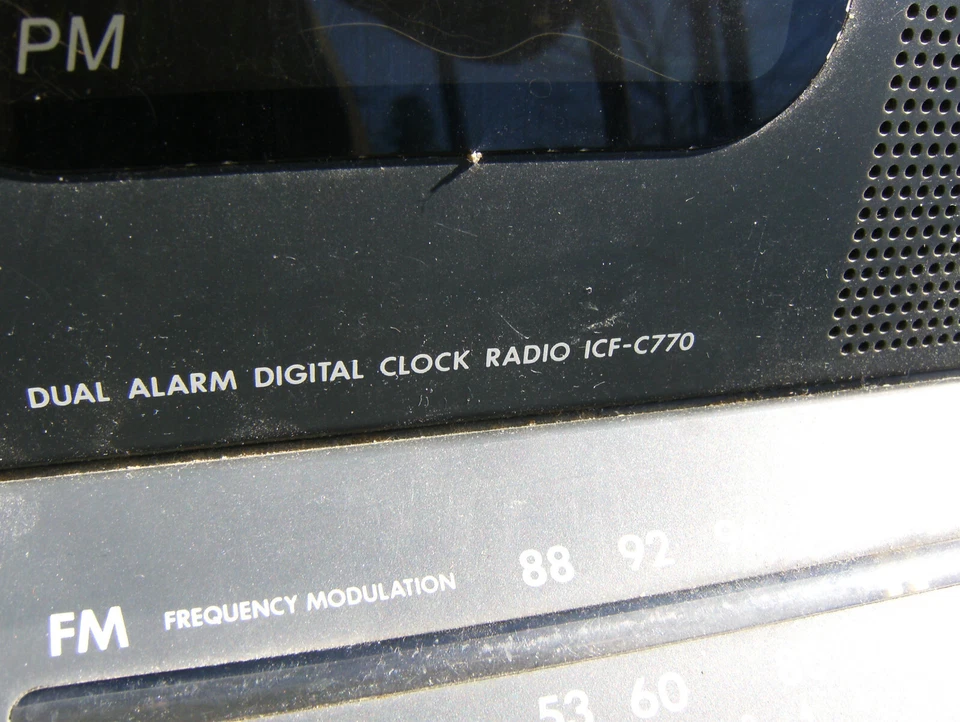 PM
DUAL ALARM DIGITAL CLOCK RADIO ICF-C770
FM FREQUENCY MODULATION 88 92
53 60